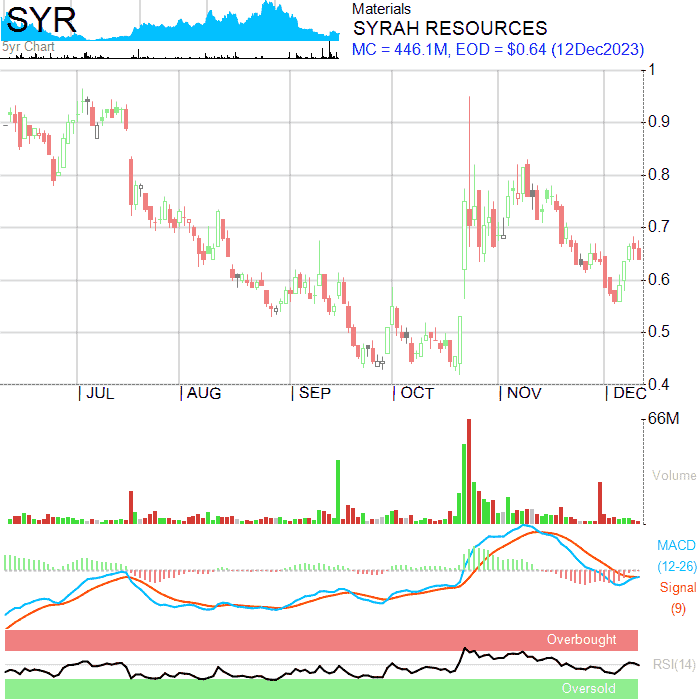 SYR
5yr Chart
Materials
SYRAH RESOURCES
MC = 446.1M, EOD = $0.64 (12Dec2023)
1
0.9
0.8
0.7
0.6
0.5
0.4
JUL AUG SEP OCT NOV DEC
66M
Volume
MACD
(12-26)
Signal
(9)
Overbought
RSI(14)
Oversold